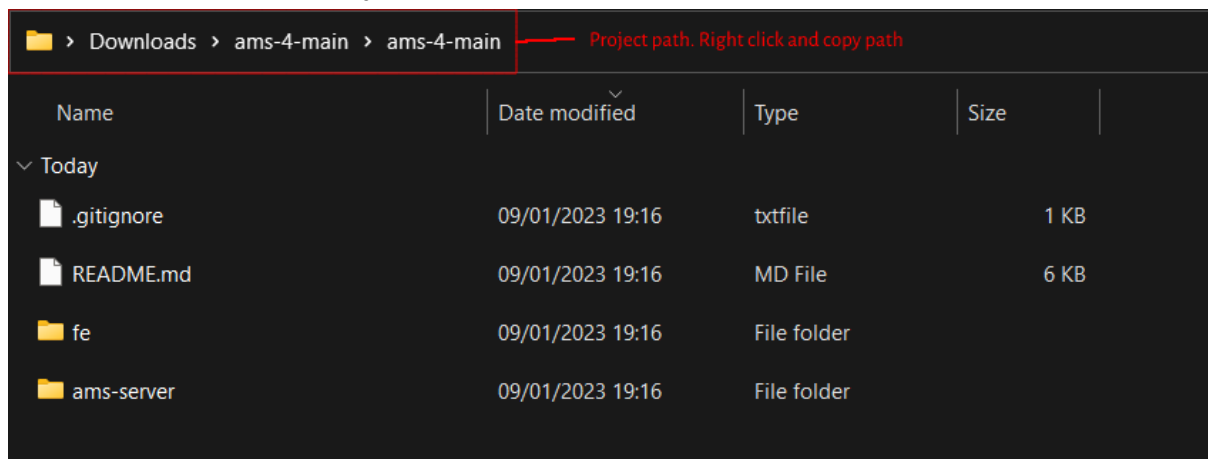 > Downloads > ams-4-main > ams-4-main Project path. Right click and copy path
Name Date modified Type Size
Today
.gitignore 09/01/2023 19:16 txtfile 1 KB
README.md 09/01/2023 19:16 MD File 6 KB
fe 09/01/2023 19:16 File folder
ams-server 09/01/2023 19:16 File folder